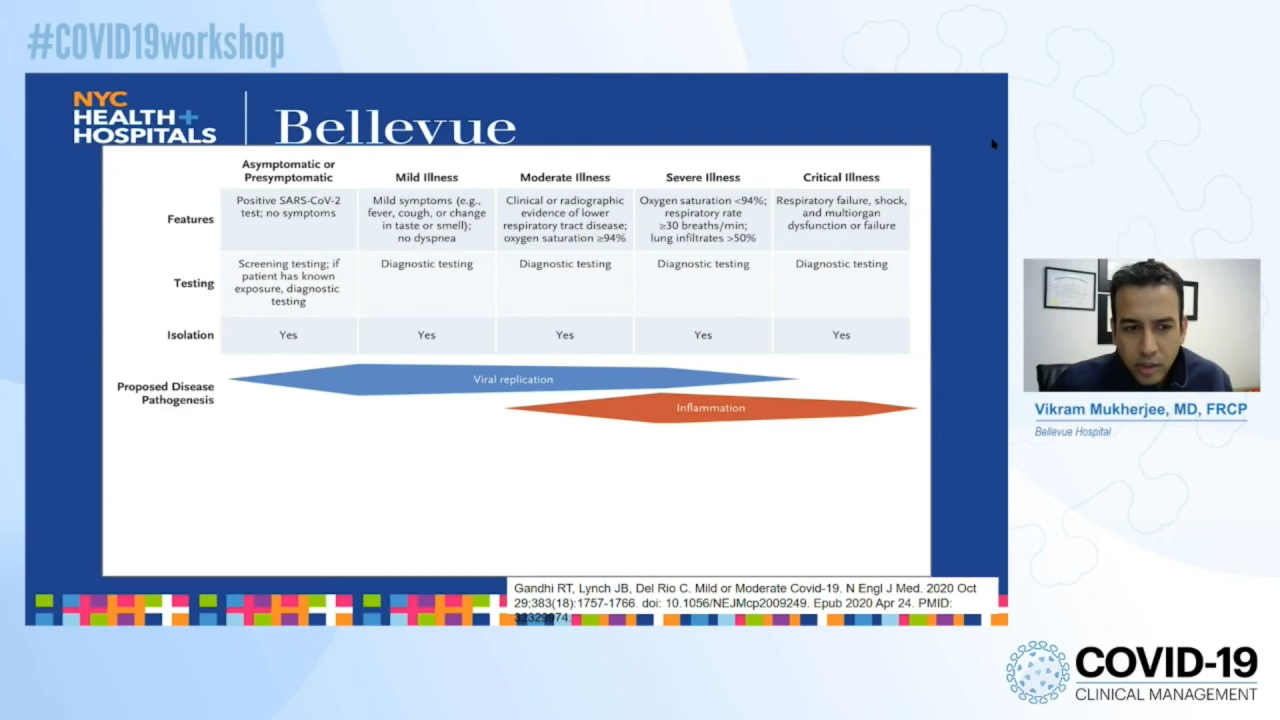 #COVID19workshop
NYC
HEALTH+
HOSPITALS
Bellevue
Asymptomatic or
Presymptomatic
Mild Illness
Moderate Illness
Severe Illness
Critical Illness
Features
Positive SARS-CoV-2
test; no symptoms
Mild symptoms (e.g.,
fever, cough, or change
in taste or smell);
no dyspnea
Clinical or radiographic
evidence of lower
respiratory tract disease;
oxygen saturation ≥94%
Oxygen saturation <94%;
respiratory rate
≥30 breaths/min;
lung infiltrates >50%
Respiratory failure, shock,
and multiorgan
dysfunction or failure
Testing
Screening testing; if
patient has known
exposure, diagnostic
testing
Diagnostic testing
Diagnostic testing
Diagnostic testing
Diagnostic testing
Isolation
Yes
Yes
Yes
Yes
Yes
Proposed Disease
Pathogenesis
Viral replication
Inflammation
Gandhi RT, Lynch JB, Del Rio C. Mild or Moderate Covid-19. N Engl J Med. 2020 Oct
29;383(18):1757-1766. doi: 10.1056/NEJMcp2009249. Epub 2020 Apr 24. PMID:
32329974.
Vikram Mukherjee, MD, FRCP
Bellevue Hospital
COVID-19
CLINICAL MANAGEMENT